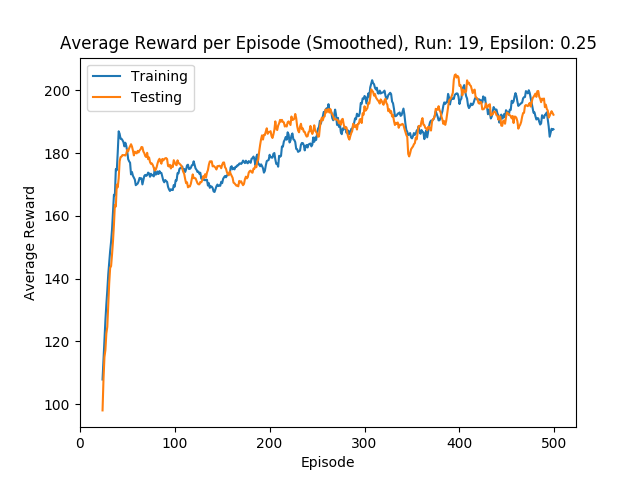 Average Reward per Episode (Smoothed), Run: 19, Epsilon: 0.25
Training
Testing
200
180
160
140
120
100
Average Reward
0 100 200 300 400 500
Episode